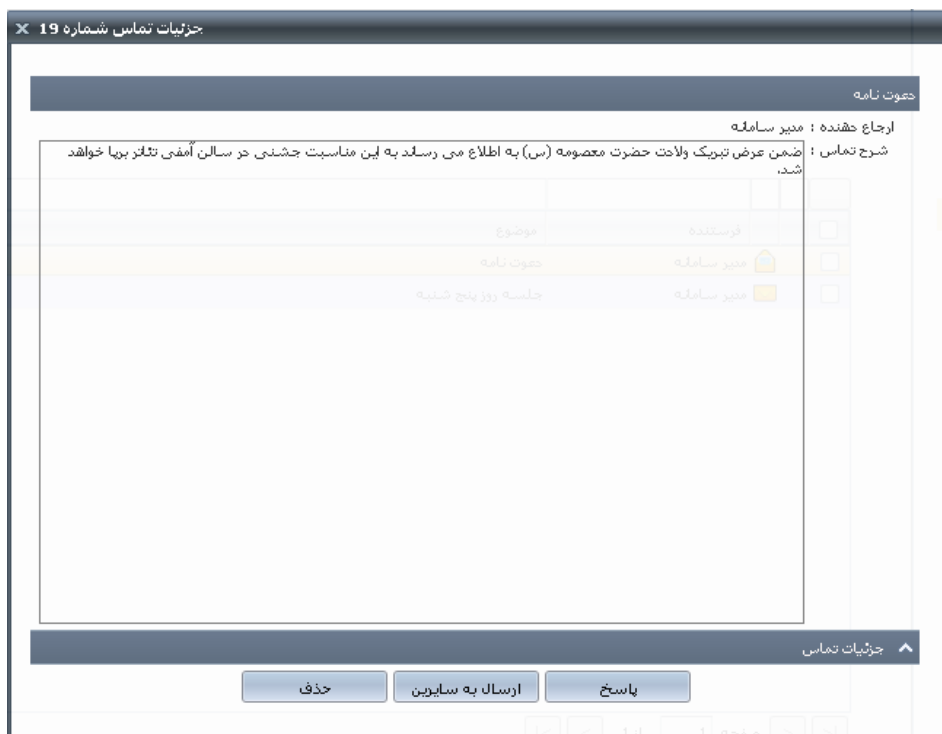 جزئیات تماس شماره 19
دعوت نامه
ارجاع دهنده : مدیر سامانه
شرح تماس : ضمن عرض تبریک ولادت حضرت معصومه (س) به اطلاع می رساند به این مناسبت جشنی در سالن آمفی تئاتر برپا خواهد
شد.
فرستنده موضوع
مدیر سامانه دعوت نامه
مدیر سامانه جلسه روز پنج شنبه
جزئیات تماس
پاسخ ارسال به سایرین حذف
صفحه 1